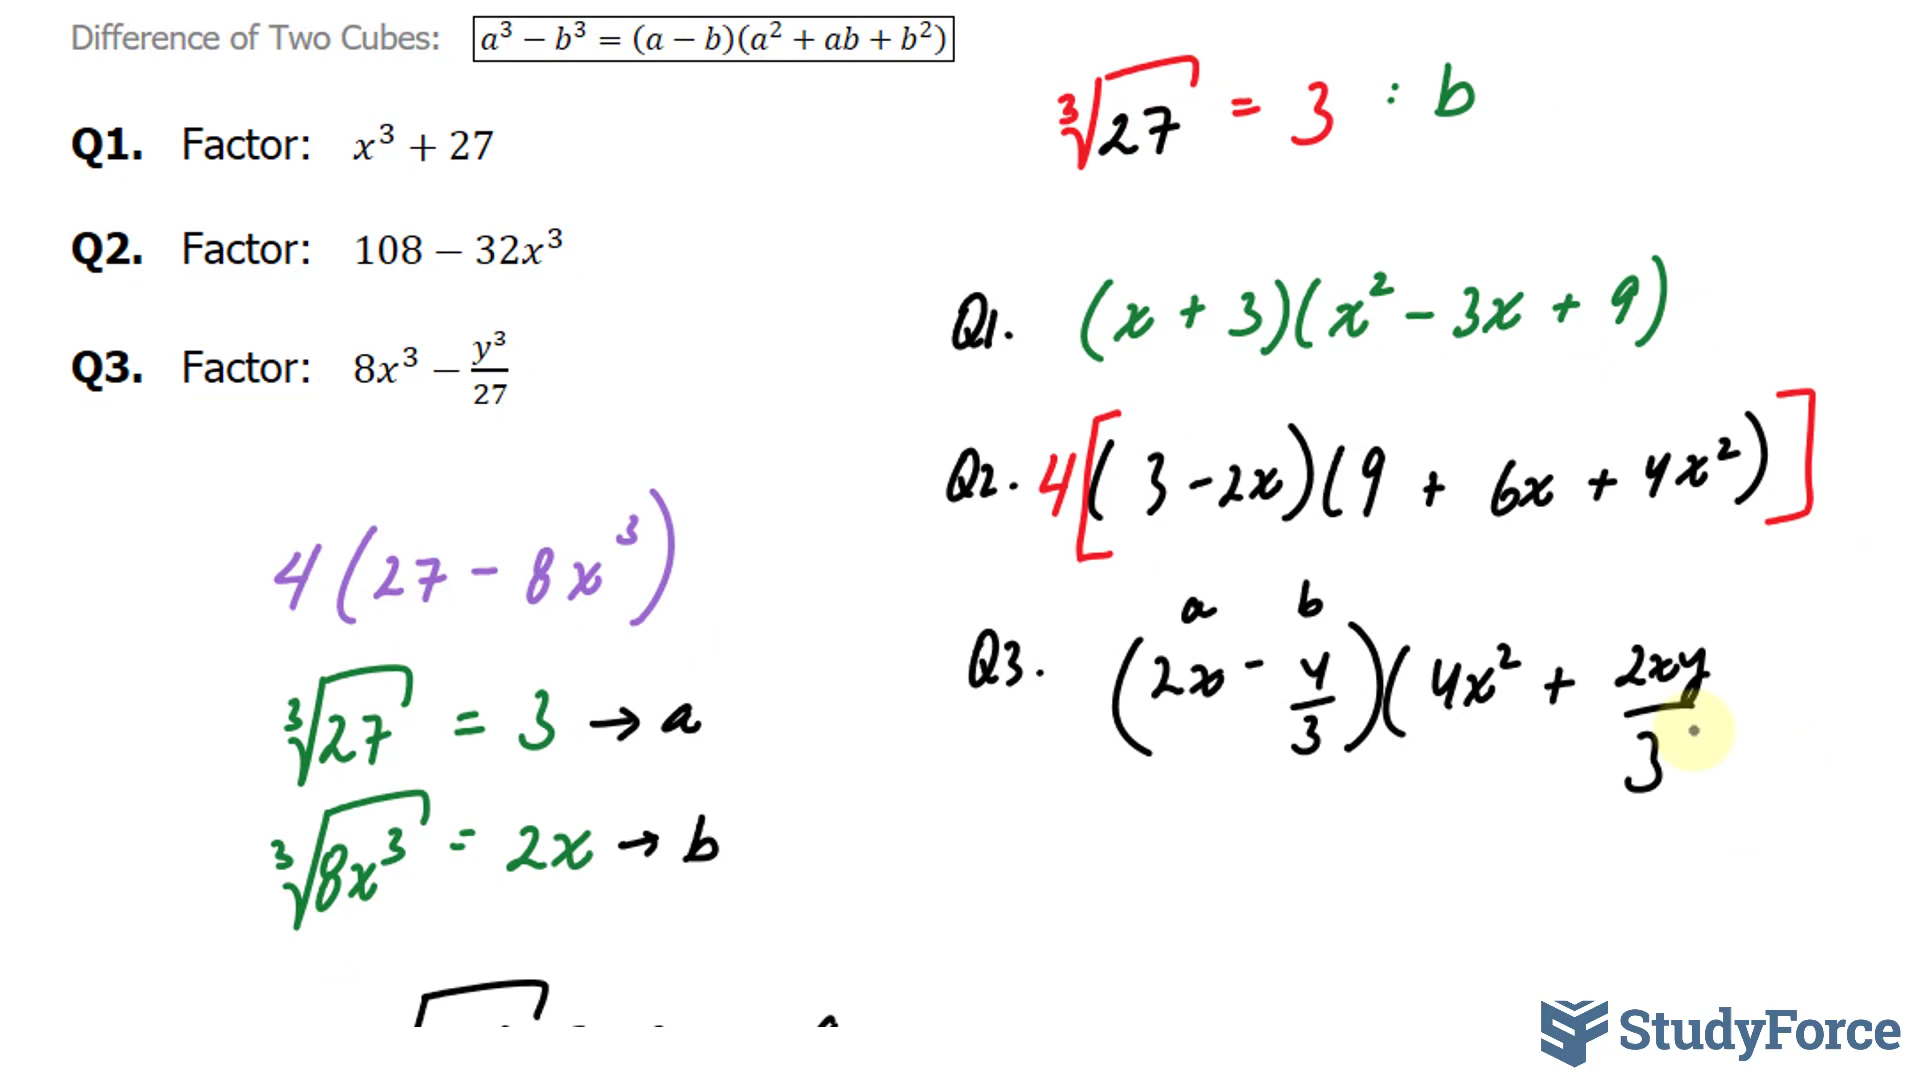 Difference of Two Cubes: a³ − b³ = (a − b)(a² + ab + b²)
∛27 = 3 : b
Q1. Factor: x³ + 27
Q2. Factor: 108 − 32x³
Q3. Factor: 8x³ − y³/27
Q1. (x + 3)(x² − 3x + 9)
Q2. 4[(3 − 2x)(9 + 6x + 4x²)]
4(27 − 8x³)
a b
Q3. (2x − y/3)(4x² + 2xy/3
∛27 = 3 → a
∛8x³ = 2x → b
StudyForce